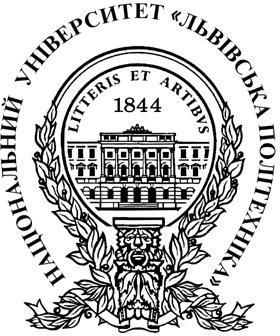 НАЦІОНАЛЬНИЙ УНІВЕРСИТЕТ «ЛЬВІВСЬКА ПОЛІТЕХНІКА»
LITTERIS ET ARTIBVS
1844